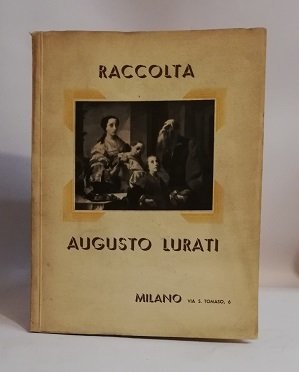 RACCOLTA
AUGUSTO LURATI
MILANO VIA S. TOMASO, 6